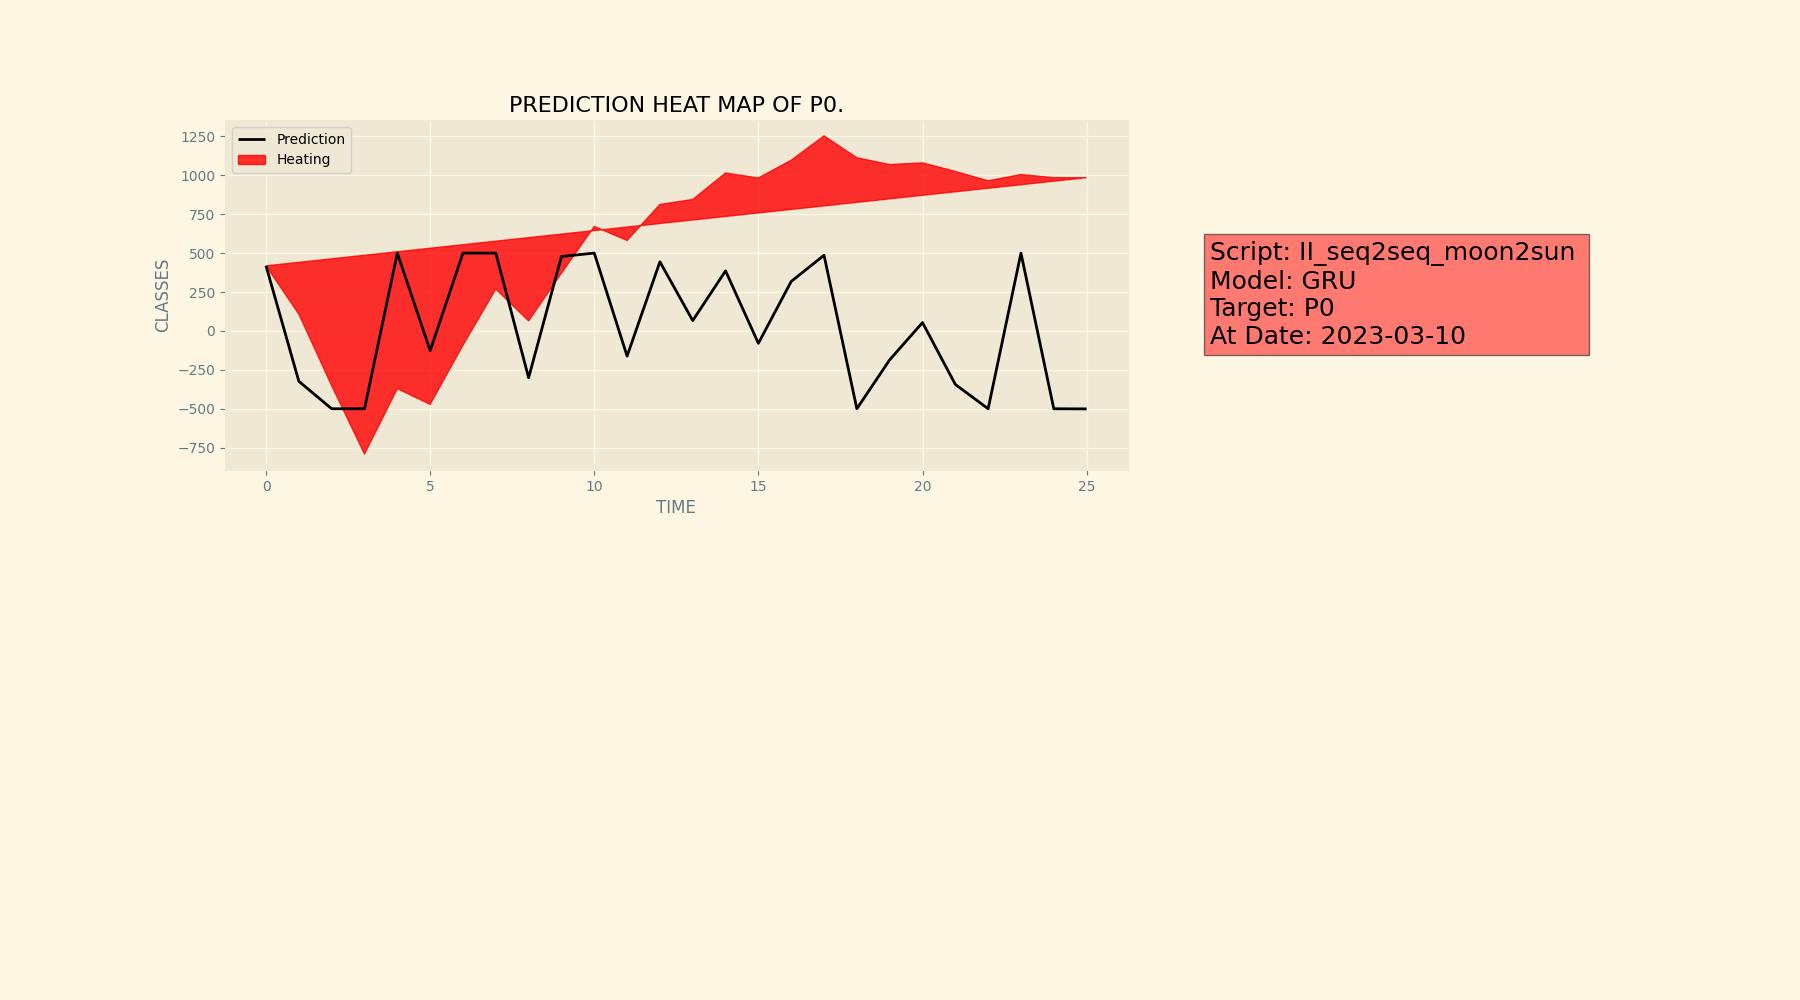 PREDICTION HEAT MAP OF P0.
Prediction
Heating
1250
1000
750
500
250
0
−250
−500
−750
CLASSES
0 5 10 15 20 25
TIME
Script: II_seq2seq_moon2sun
Model: GRU
Target: P0
At Date: 2023-03-10